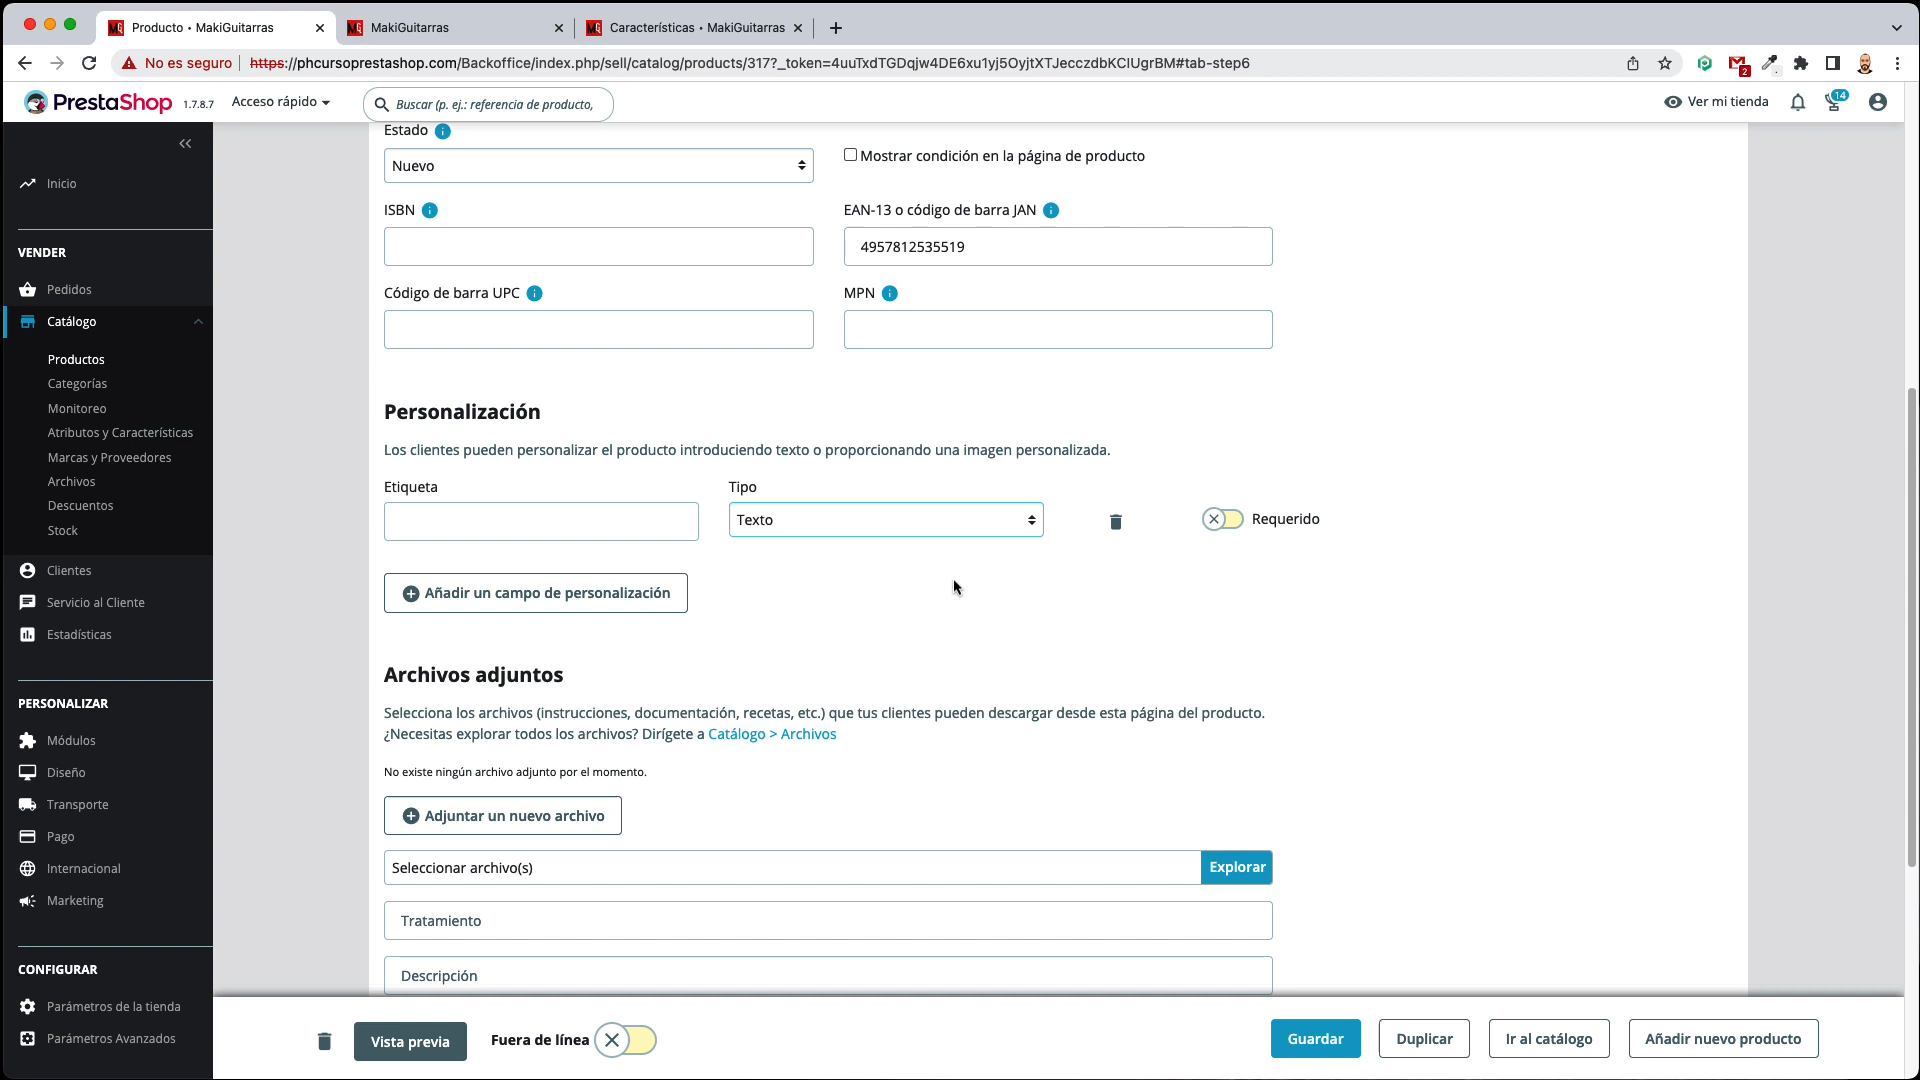 Producto • MakiGuitarras
MakiGuitarras
Características • MakiGuitarras
No es seguro
https://phcursoprestashop.com/Backoffice/index.php/sell/catalog/products/317?_token=4uuTxdTGDqjw4DE6xu1yj5OyjtXTJecczdbKCIUgrBM#tab-step6
2
PrestaShop
1.7.8.7
Acceso rápido
Buscar (p. ej.: referencia de producto,
Ver mi tienda
14
Inicio
VENDER
Pedidos
Catálogo
Productos
Categorías
Monitoreo
Atributos y Características
Marcas y Proveedores
Archivos
Descuentos
Stock
Clientes
Servicio al Cliente
Estadísticas
PERSONALIZAR
Módulos
Diseño
Transporte
Pago
Internacional
Marketing
CONFIGURAR
Parámetros de la tienda
Parámetros Avanzados
Estado
Nuevo
Mostrar condición en la página de producto
ISBN
EAN-13 o código de barra JAN
4957812535519
Código de barra UPC
MPN
Personalización
Los clientes pueden personalizar el producto introduciendo texto o proporcionando una imagen personalizada.
Etiqueta
Tipo
Texto
Requerido
Añadir un campo de personalización
Archivos adjuntos
Selecciona los archivos (instrucciones, documentación, recetas, etc.) que tus clientes pueden descargar desde esta página del producto.
¿Necesitas explorar todos los archivos? Dirígete a Catálogo > Archivos
No existe ningún archivo adjunto por el momento.
Adjuntar un nuevo archivo
Seleccionar archivo(s)
Explorar
Tratamiento
Descripción
Vista previa
Fuera de línea
Guardar
Duplicar
Ir al catálogo
Añadir nuevo producto